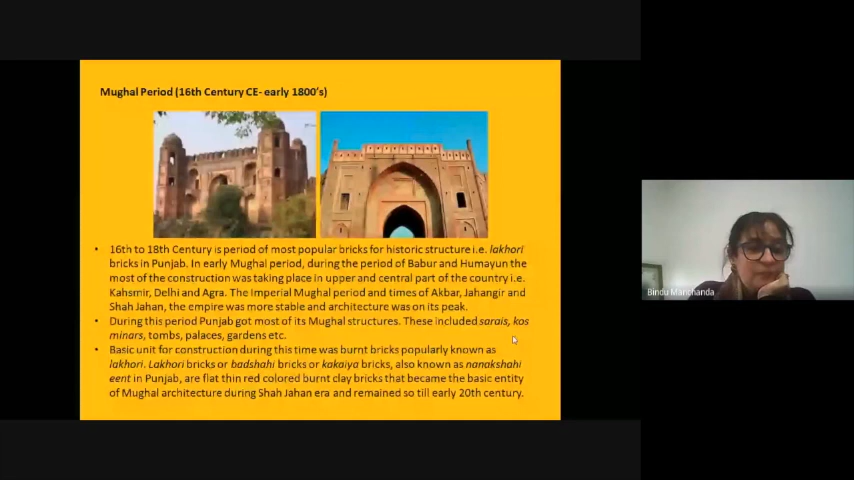 Mughal Period (16th Century CE- early 1800's)
• 16th to 18th Century is period of most popular bricks for historic structure i.e. lakhori
bricks in Punjab. In early Mughal period, during the period of Babur and Humayun the
most of the construction was taking place in upper and central part of the country i.e.
Kahsmir, Delhi and Agra. The Imperial Mughal period and times of Akbar, Jahangir and
Shah Jahan, the empire was more stable and architecture was on its peak.
• During this period Punjab got most of its Mughal structures. These included sarais, kos
minars, tombs, palaces, gardens etc.
• Basic unit for construction during this time was burnt bricks popularly known as
lakhori. Lakhori bricks or badshahi bricks or kakaiya bricks, also known as nanakshahi
eent in Punjab, are flat thin red colored burnt clay bricks that became the basic entity
of Mughal architecture during Shah Jahan era and remained so till early 20th century.
Bindu Manchanda